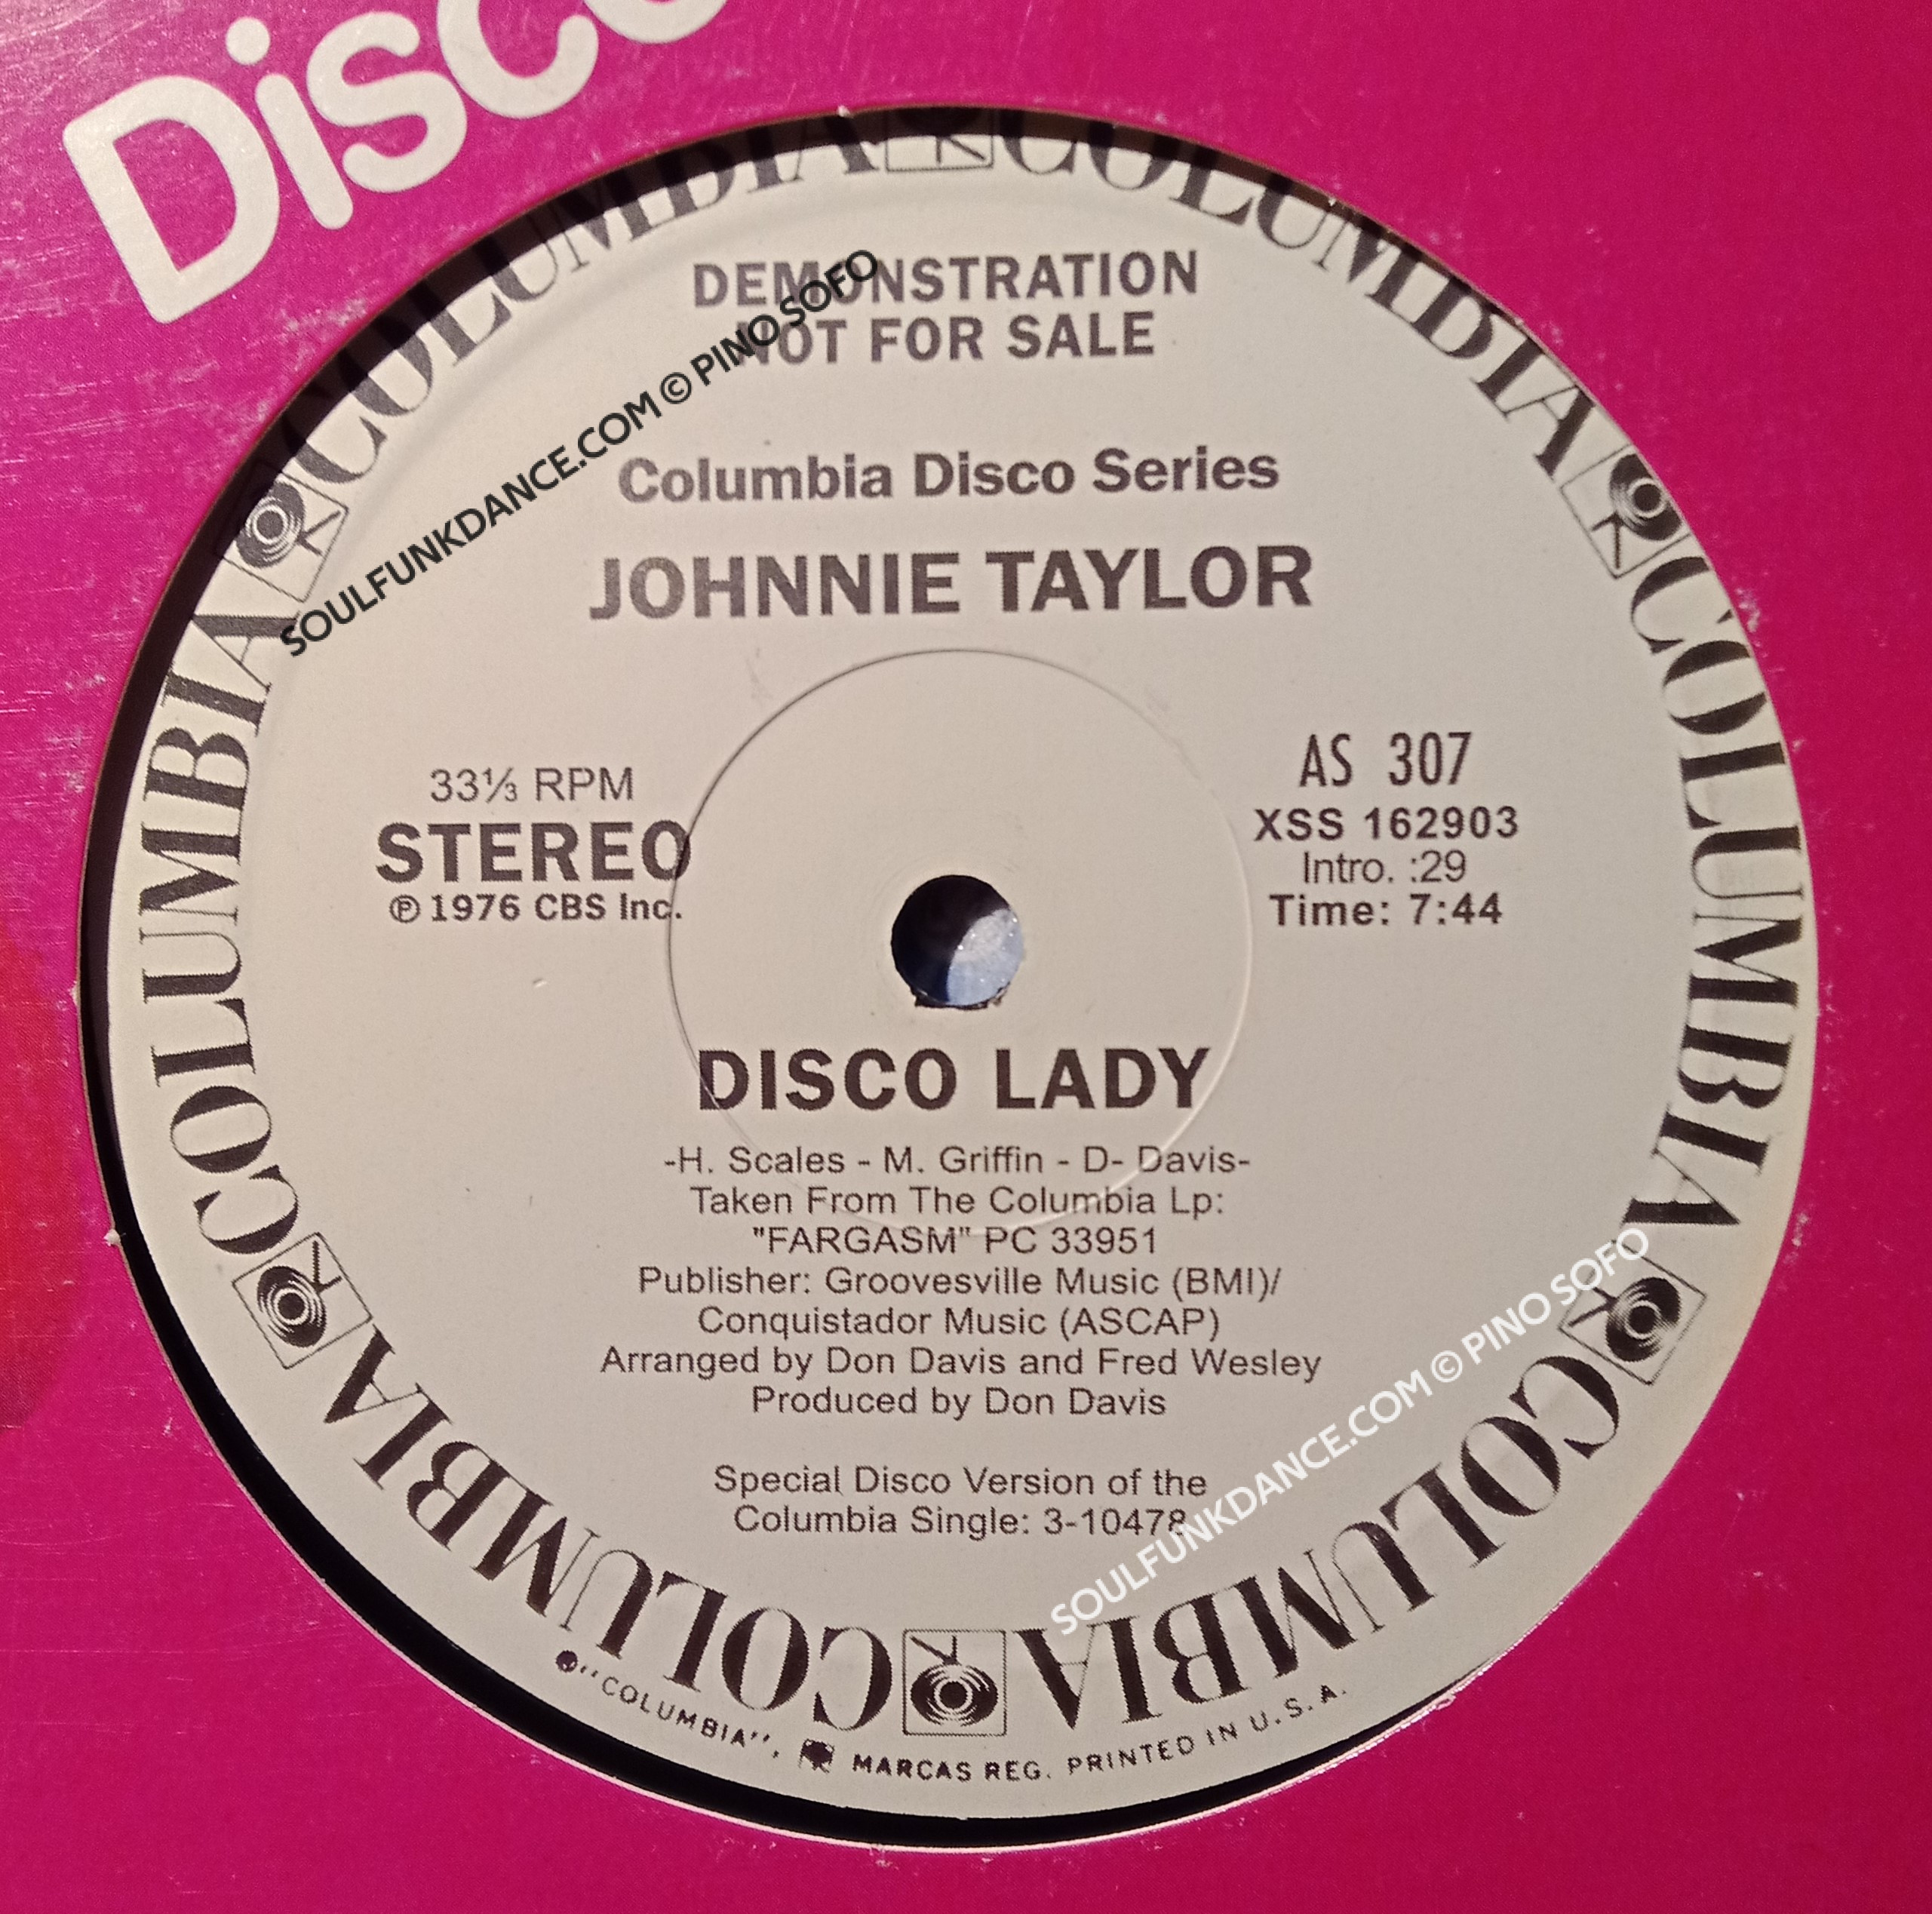 DiSCO
COLUMBIA COLUMBIA COLUMBIA COLUMBIA COLUMBIA COLUMBIA
DEMONSTRATION
NOT FOR SALE
SOULFUNKDANCE.COM © PINO SOFO
Columbia Disco Series
JOHNNIE TAYLOR
33⅓ RPM
STEREO
℗ 1976 CBS Inc.
AS 307
XSS 162903
Intro. :29
Time: 7:44
DISCO LADY
-H. Scales - M. Griffin - D- Davis-
Taken From The Columbia Lp:
"FARGASM" PC 33951
Publisher: Groovesville Music (BMI)/
Conquistador Music (ASCAP)
Arranged by Don Davis and Fred Wesley
Produced by Don Davis
Special Disco Version of the
Columbia Single: 3-10478
SOULFUNKDANCE.COM © PINO SOFO
"COLUMBIA", MARCAS REG. PRINTED IN U.S.A.